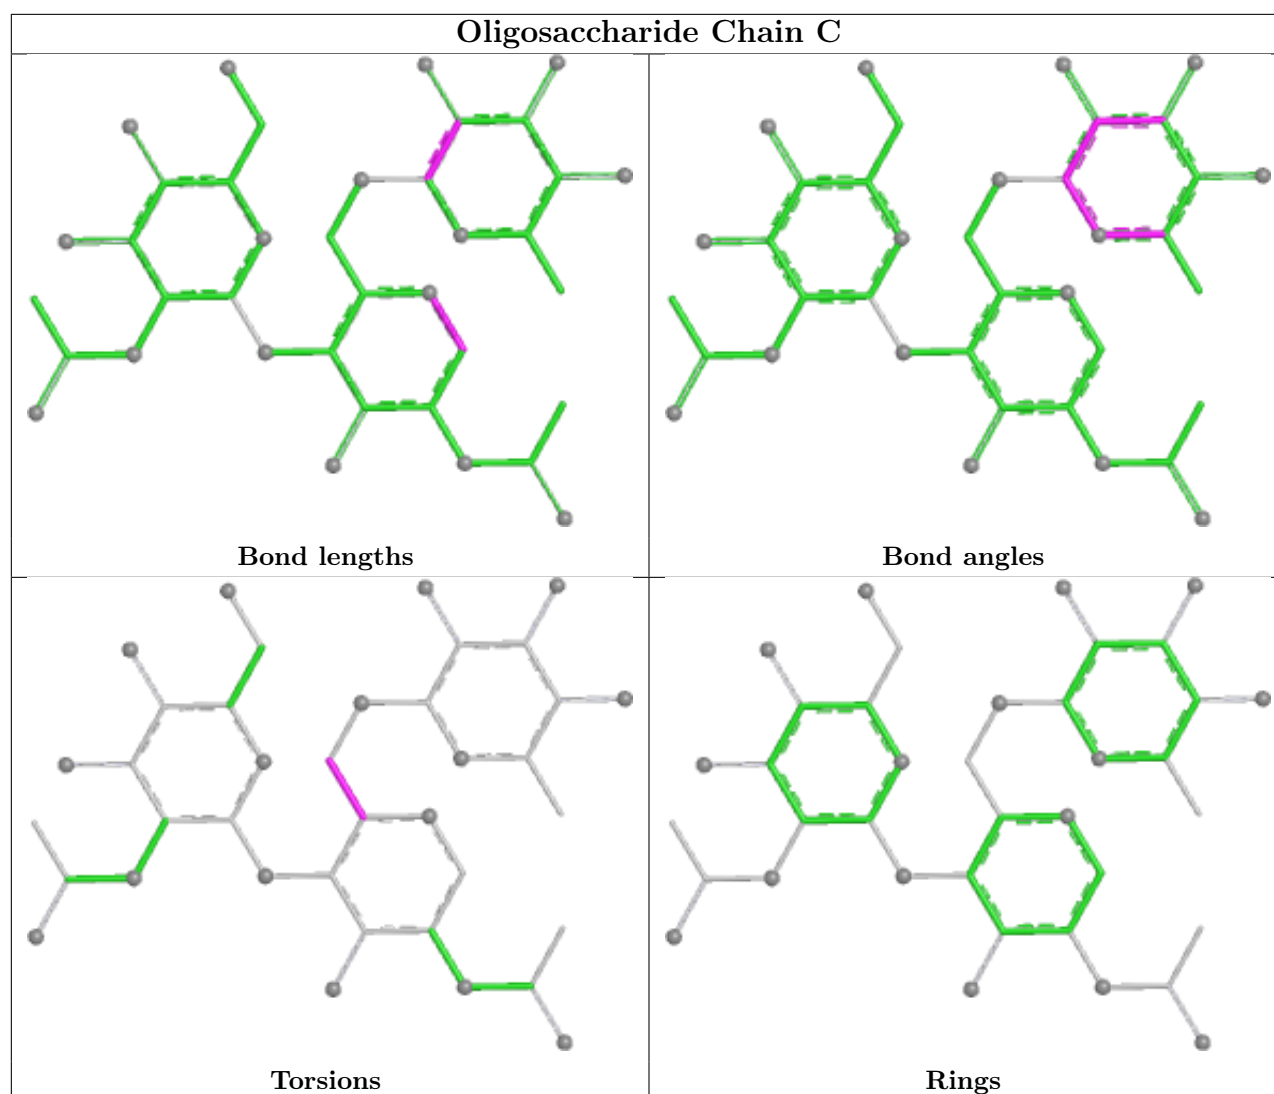 Oligosaccharide Chain C
Bond lengths
Bond angles
Torsions
Rings